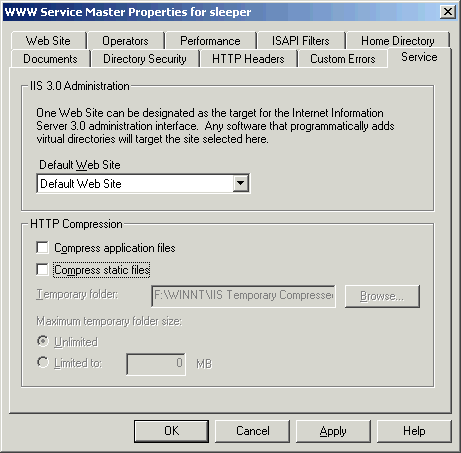 WWW Service Master Properties for sleeper
Web Site
Operators
Performance
ISAPI Filters
Home Directory
Documents
Directory Security
HTTP Headers
Custom Errors
Service
IIS 3.0 Administration
One Web Site can be designated as the target for the Internet Information
Server 3.0 administration interface. Any software that programmatically adds
virtual directories will target the site selected here.
Default Web Site
Default Web Site
HTTP Compression
Compress application files
Compress static files
Temporary folder:
F:\WINNT\IIS Temporary Compressed
Browse...
Maximum temporary folder size:
Unlimited
Limited to:
0
MB
OK
Cancel
Apply
Help